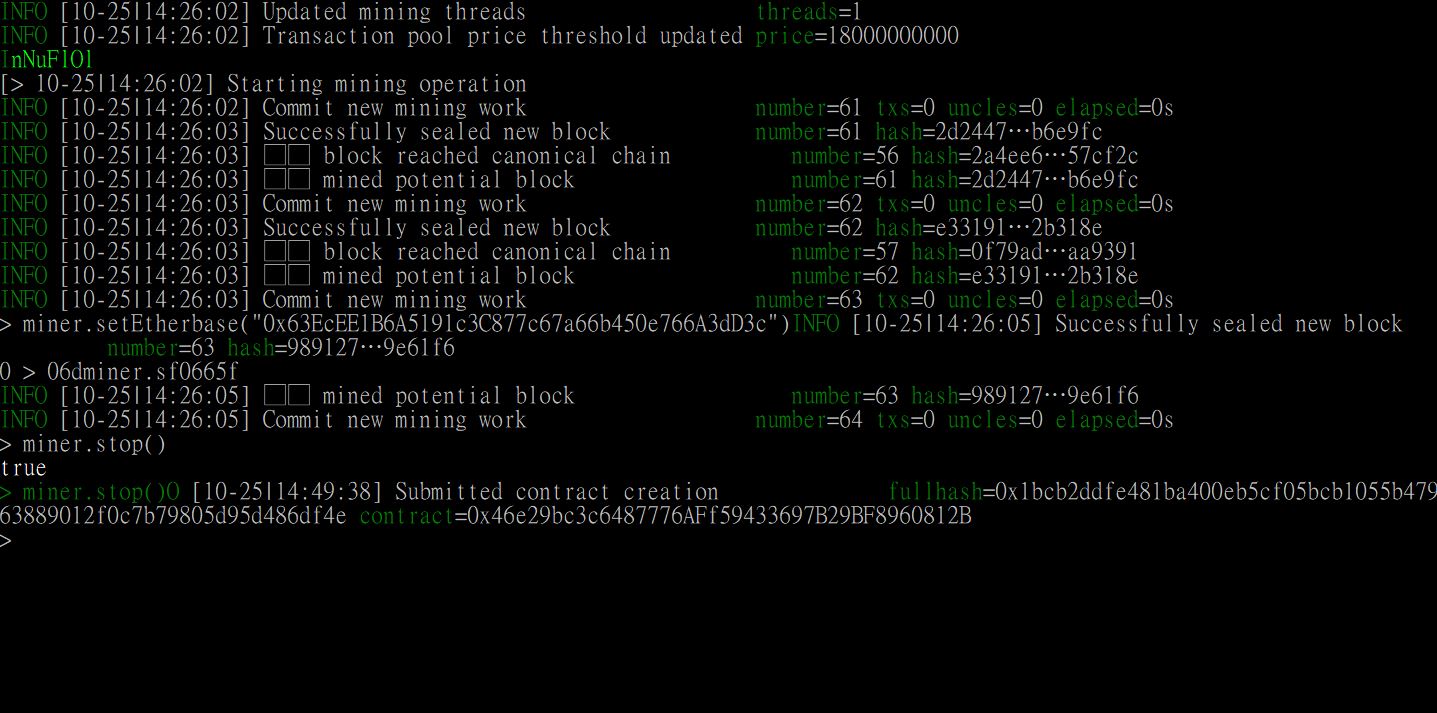 INFO [10-25|14:26:02] Updated mining threads threads=1
INFO [10-25|14:26:02] Transaction pool price threshold updated price=18000000000
InNuFlOl
[> 10-25|14:26:02] Starting mining operation
INFO [10-25|14:26:02] Commit new mining work number=61 txs=0 uncles=0 elapsed=0s
INFO [10-25|14:26:03] Successfully sealed new block number=61 hash=2d2447…b6e9fc
INFO [10-25|14:26:03] □□ block reached canonical chain number=56 hash=2a4ee6…57cf2c
INFO [10-25|14:26:03] □□ mined potential block number=61 hash=2d2447…b6e9fc
INFO [10-25|14:26:03] Commit new mining work number=62 txs=0 uncles=0 elapsed=0s
INFO [10-25|14:26:03] Successfully sealed new block number=62 hash=e33191…2b318e
INFO [10-25|14:26:03] □□ block reached canonical chain number=57 hash=0f79ad…aa9391
INFO [10-25|14:26:03] □□ mined potential block number=62 hash=e33191…2b318e
INFO [10-25|14:26:03] Commit new mining work number=63 txs=0 uncles=0 elapsed=0s
> miner.setEtherbase("0x63EcEE1B6A5191c3C877c67a66b450e766A3dD3c")INFO [10-25|14:26:05] Successfully sealed new block
number=63 hash=989127…9e61f6
0 > 06dminer.sf0665f
INFO [10-25|14:26:05] □□ mined potential block number=63 hash=989127…9e61f6
INFO [10-25|14:26:05] Commit new mining work number=64 txs=0 uncles=0 elapsed=0s
> miner.stop()
true
> miner.stop()O [10-25|14:49:38] Submitted contract creation fullhash=0x1bcb2ddfe481ba400eb5cf05bcb1055b479
63889012f0c7b79805d95d486df4e contract=0x46e29bc3c6487776AFf59433697B29BF8960812B
>